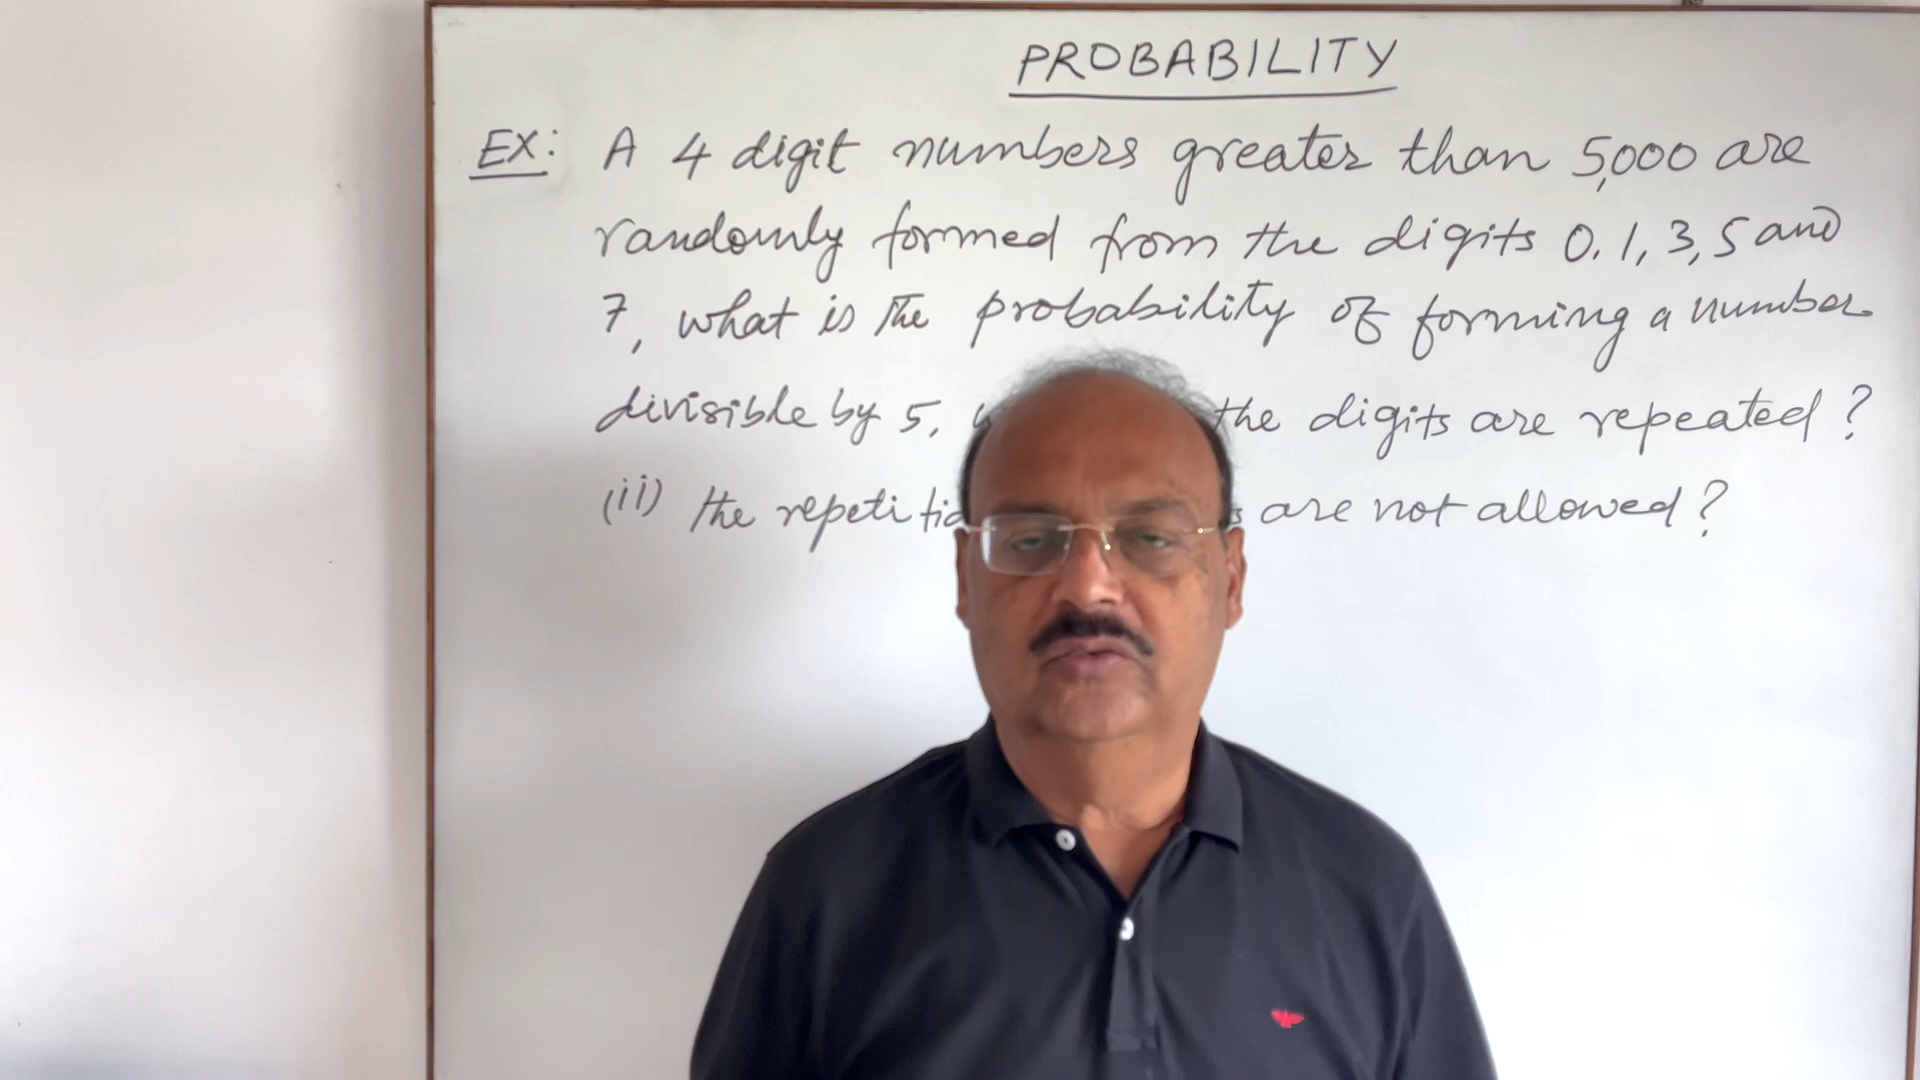 PROBABILITY
EX: A 4 digit numbers greater than 5,000 are
randomly formed from the digits 0. 1, 3, 5 and
7, what is the probability of forming a number
divisible by 5, the digits are repeated ?
(ii) the are not allowed ?